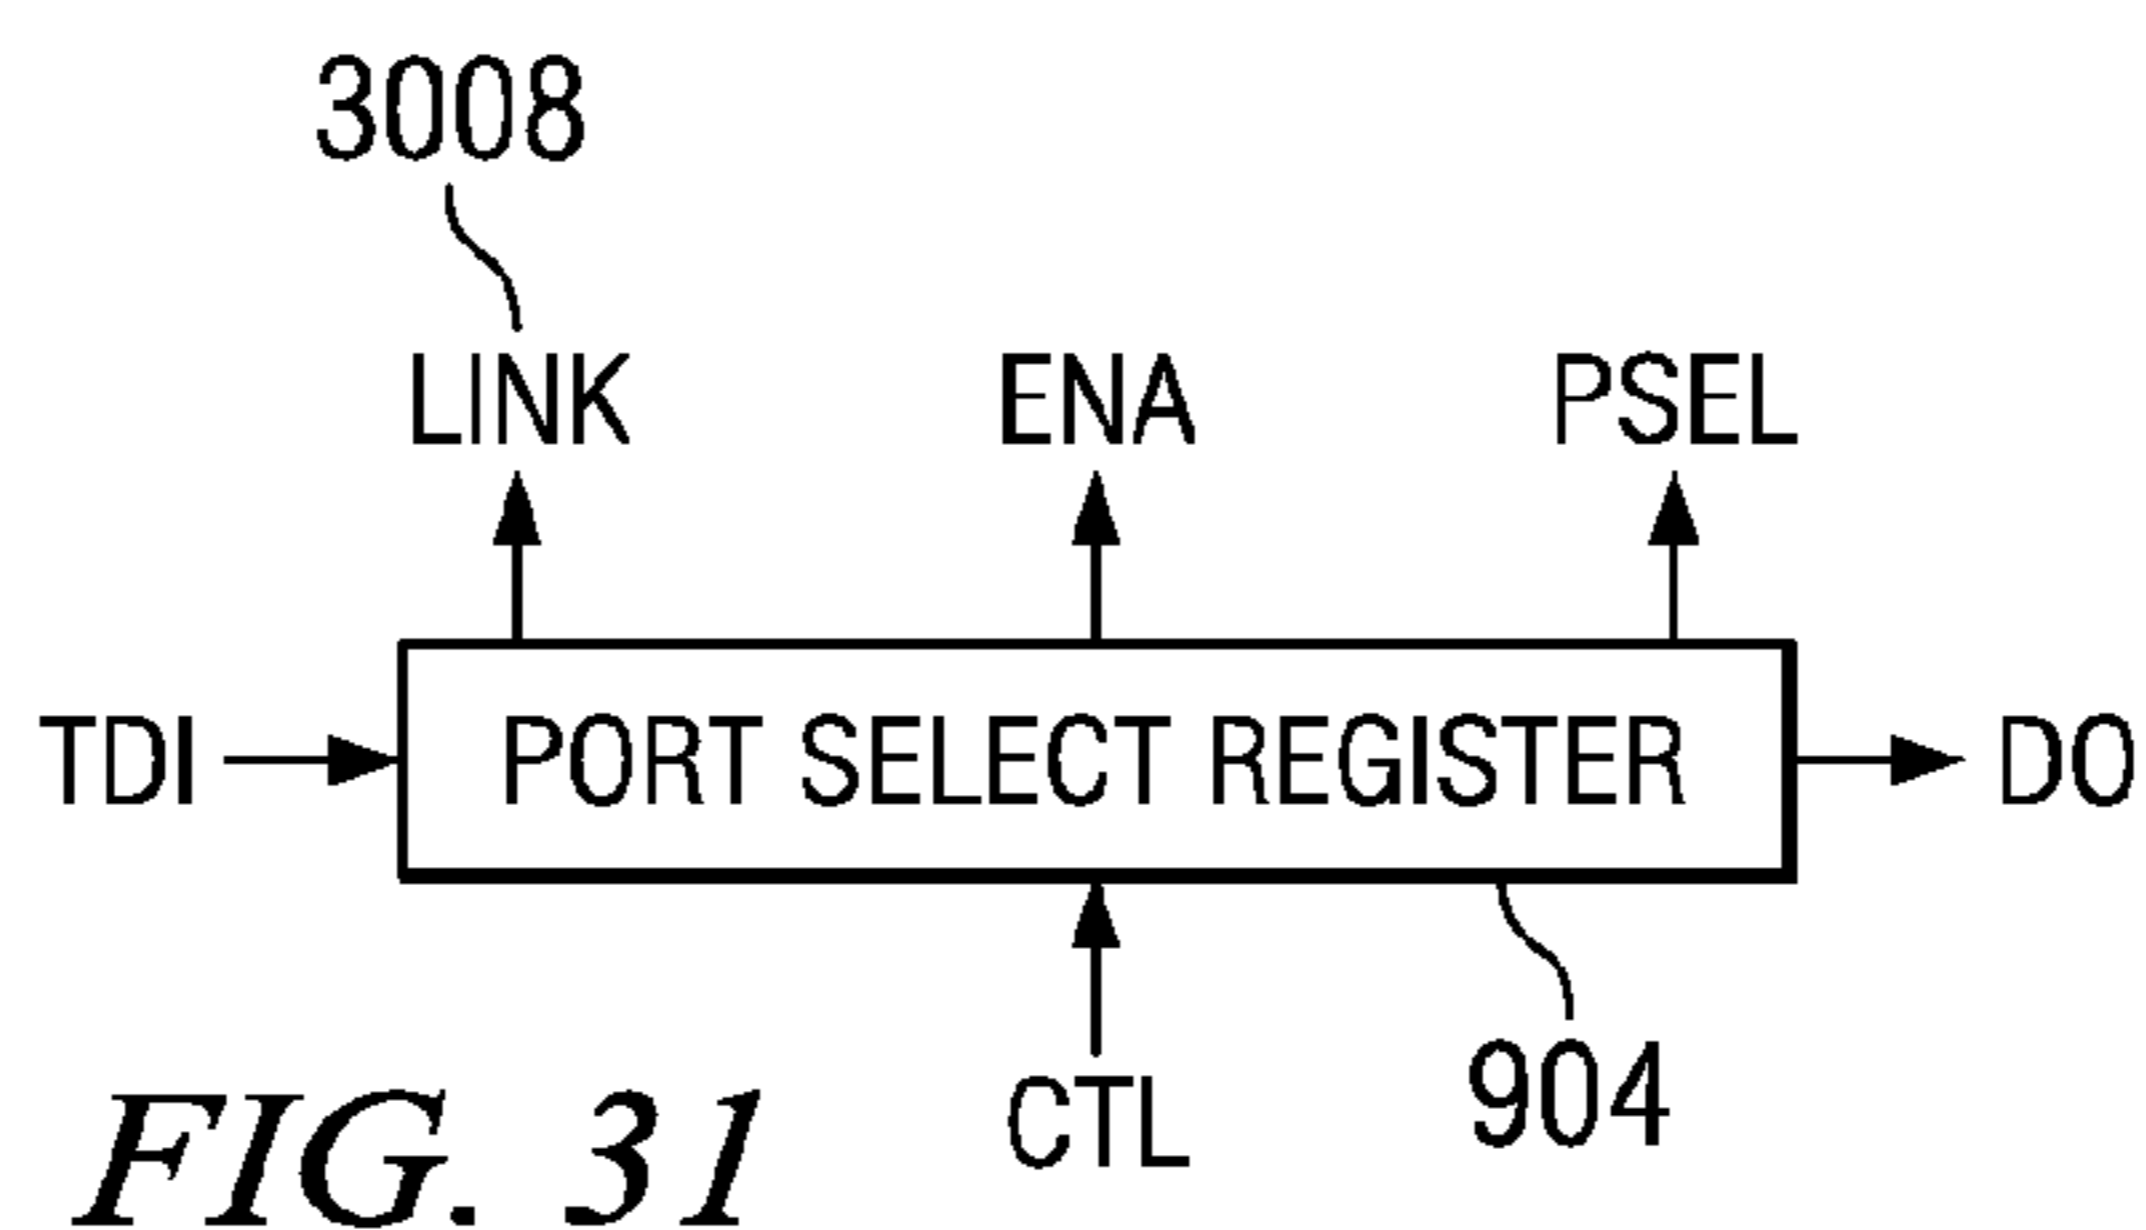 3008
LINK ENA PSEL
TDI PORT SELECT REGISTER DO
904
CTL
FIG. 31